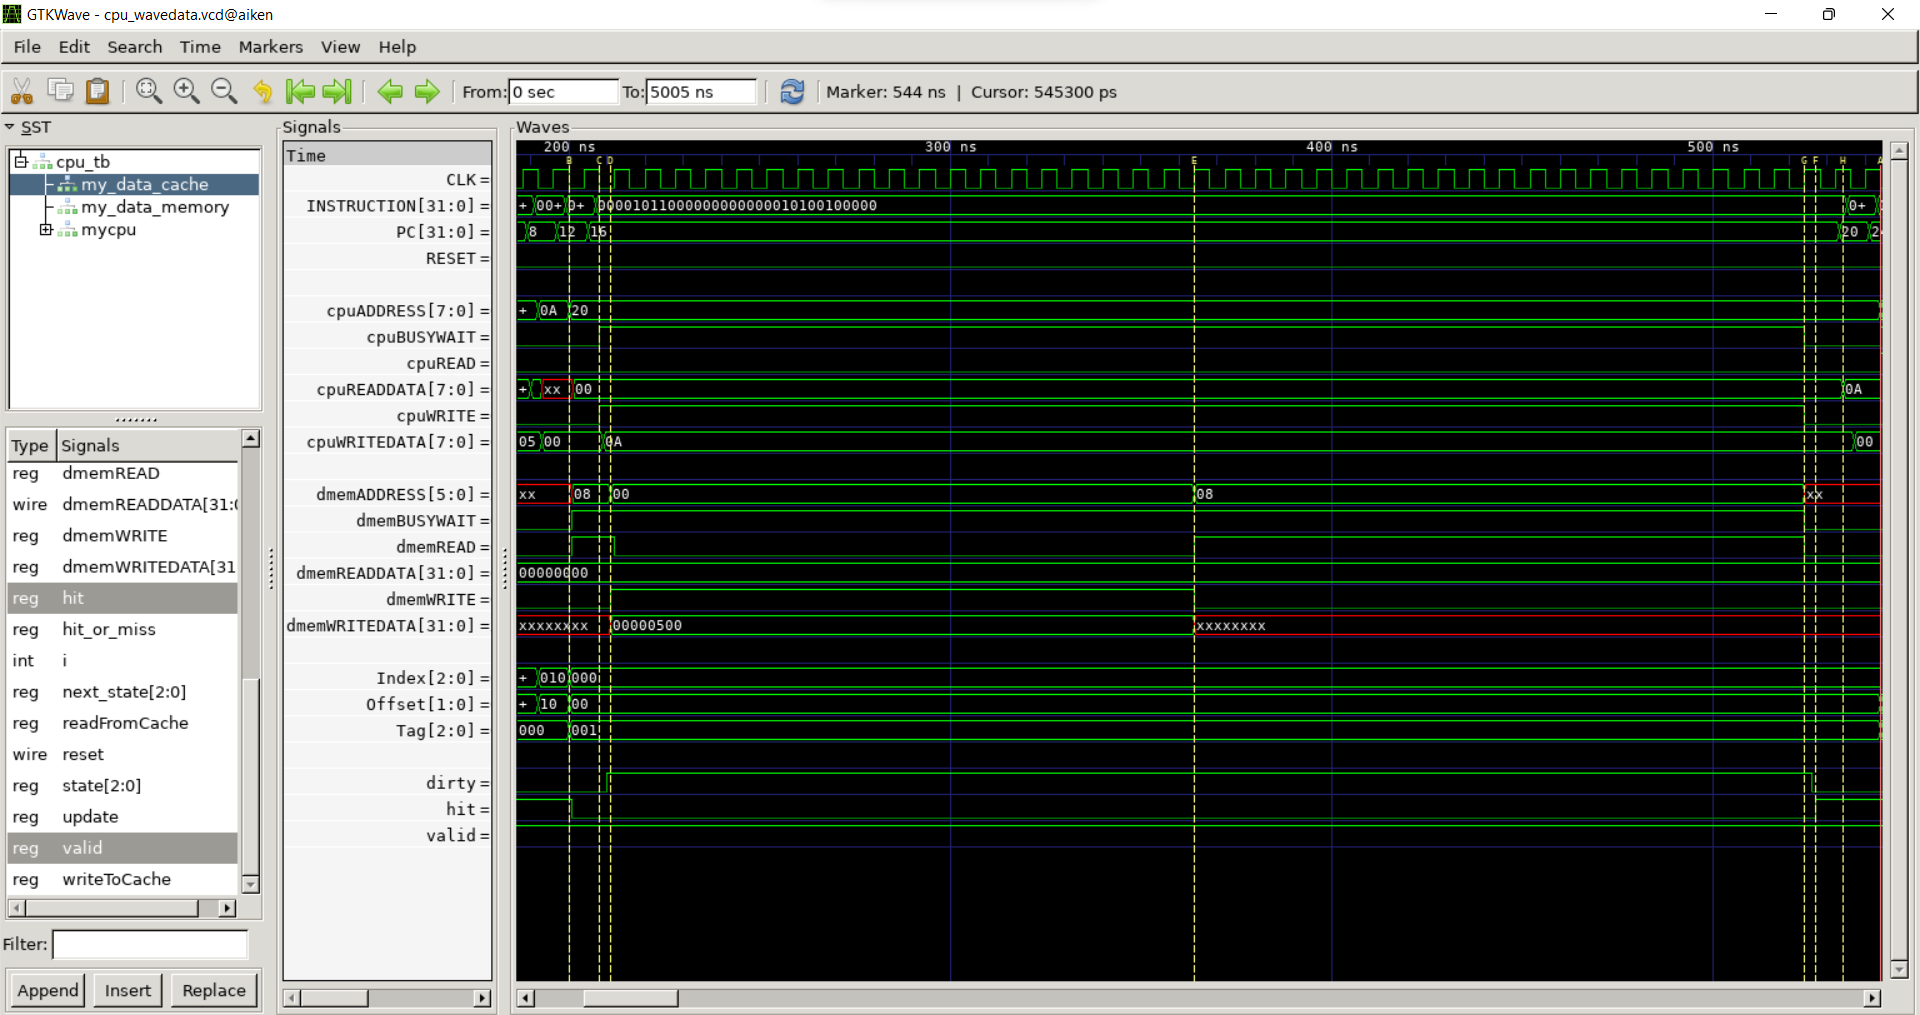 GTKWave - cpu_wavedata.vcd@aiken
File Edit Search Time Markers View Help
From: 0 sec To: 5005 ns Marker: 544 ns | Cursor: 545300 ps
SST
cpu_tb
my_data_cache
my_data_memory
mycpu
Type Signals
reg dmemREAD
wire dmemREADDATA[31:0
reg dmemWRITE
reg dmemWRITEDATA[31
reg hit
reg hit_or_miss
int i
reg next_state[2:0]
reg readFromCache
wire reset
reg state[2:0]
reg update
reg valid
reg writeToCache
Filter:
Append Insert Replace
Signals
Time
CLK =
INSTRUCTION[31:0] =
PC[31:0] =
RESET =
cpuADDRESS[7:0] =
cpuBUSYWAIT =
cpuREAD =
cpuREADDATA[7:0] =
cpuWRITE =
cpuWRITEDATA[7:0] =
dmemADDRESS[5:0] =
dmemBUSYWAIT =
dmemREAD =
dmemREADDATA[31:0] =
dmemWRITE =
dmemWRITEDATA[31:0] =
Index[2:0] =
Offset[1:0] =
Tag[2:0] =
dirty =
hit =
valid =
Waves
200 ns 300 ns 400 ns 500 ns
B C D E G F H A
+ 00+ 0+ 00001011000000000000010100100000 0+
8 12 16 20
+ 0A 20
+ xx 00 0A
05 00 0A 00
xx 08 00 08 xx
00000000
xxxxxxxx 00000500 xxxxxxxx
+ 010 000
+ 10 00
000 001